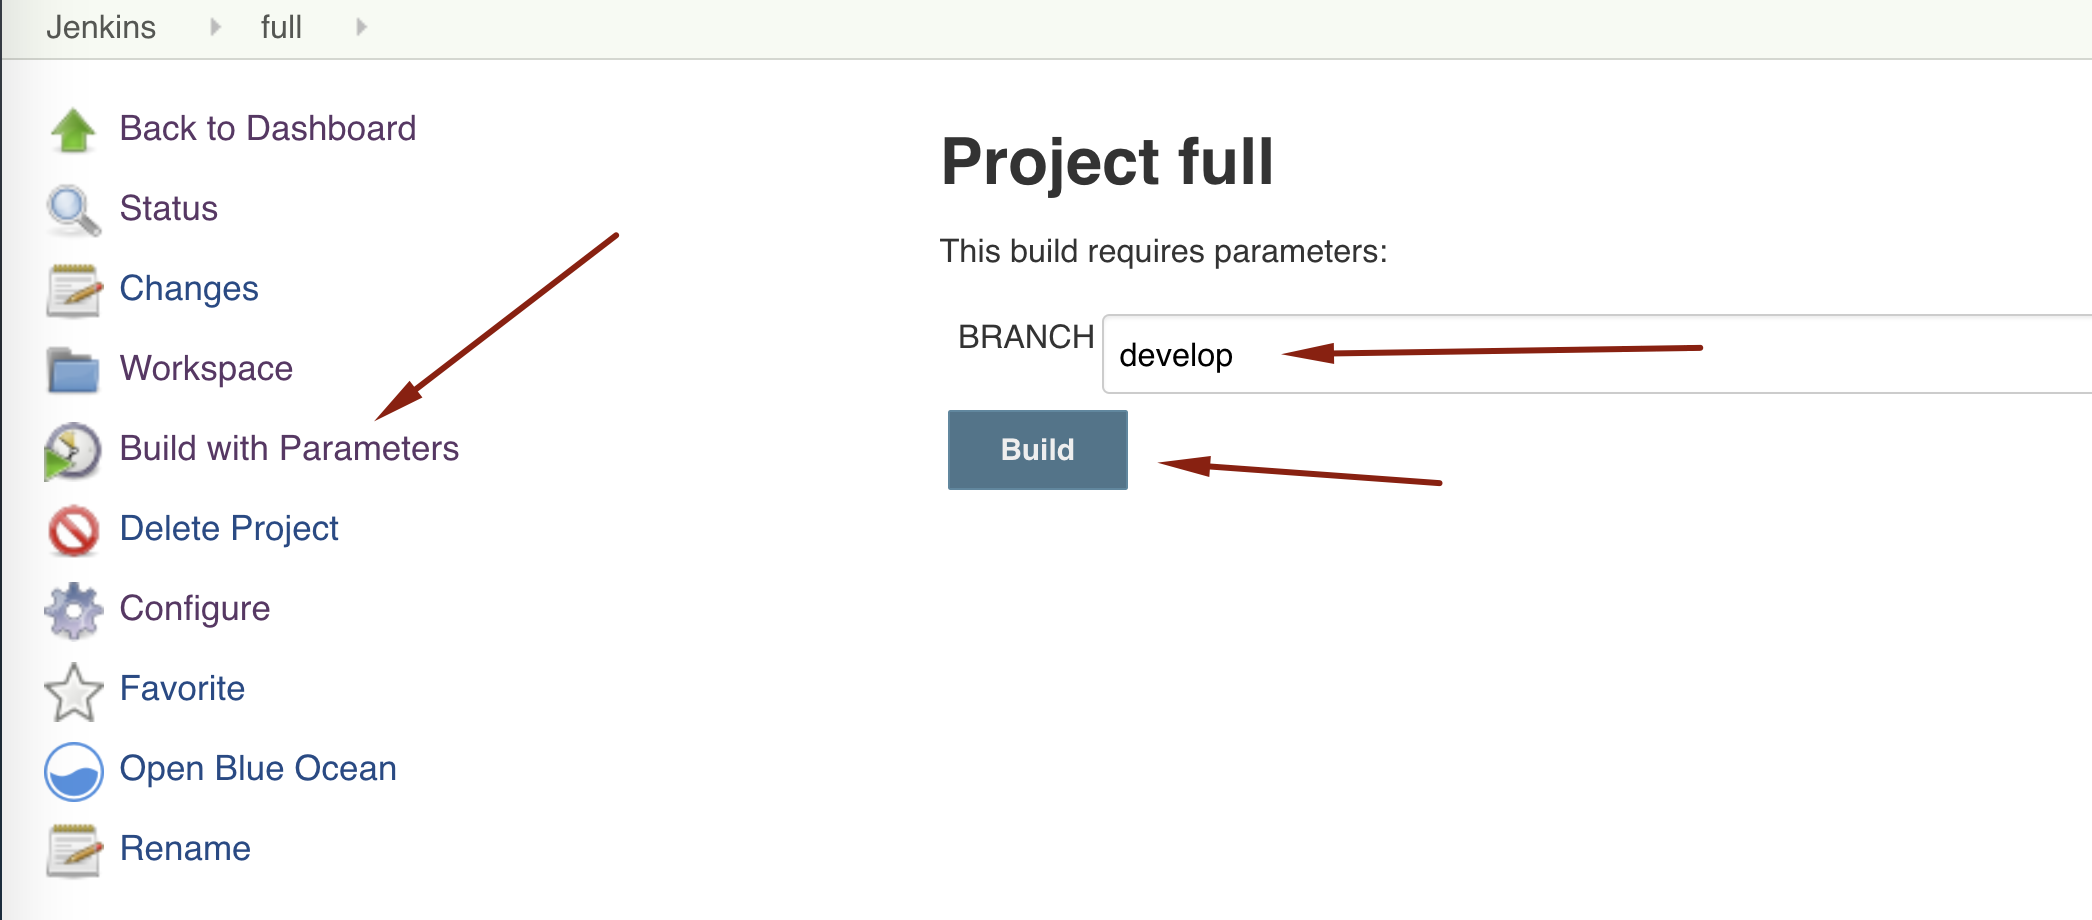 Jenkins full
Back to Dashboard
Status
Changes
Workspace
Build with Parameters
Delete Project
Configure
Favorite
Open Blue Ocean
Rename
Project full
This build requires parameters:
BRANCH develop
Build